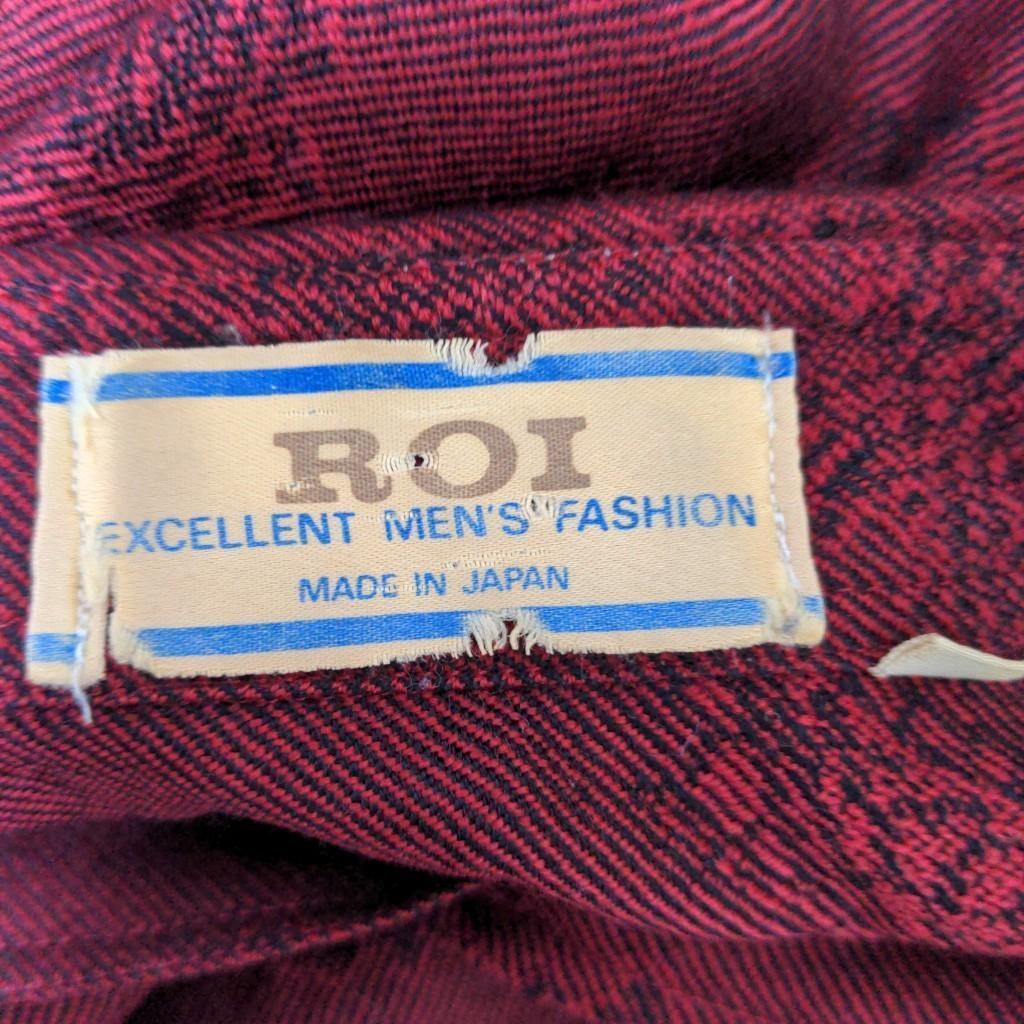 ROI
EXCELLENT MEN'S FASHION
MADE IN JAPAN